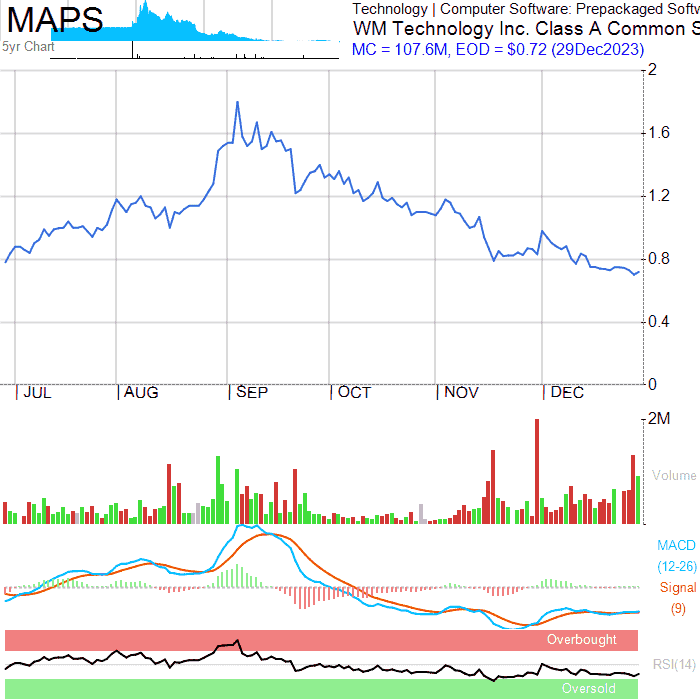 MAPS
5yr Chart
Technology | Computer Software: Prepackaged Softw
WM Technology Inc. Class A Common S
MC = 107.6M, EOD = $0.72 (29Dec2023)
2
1.6
1.2
0.8
0.4
0
JUL AUG SEP OCT NOV DEC
2M
Volume
MACD
(12-26)
Signal
(9)
Overbought
RSI(14)
Oversold